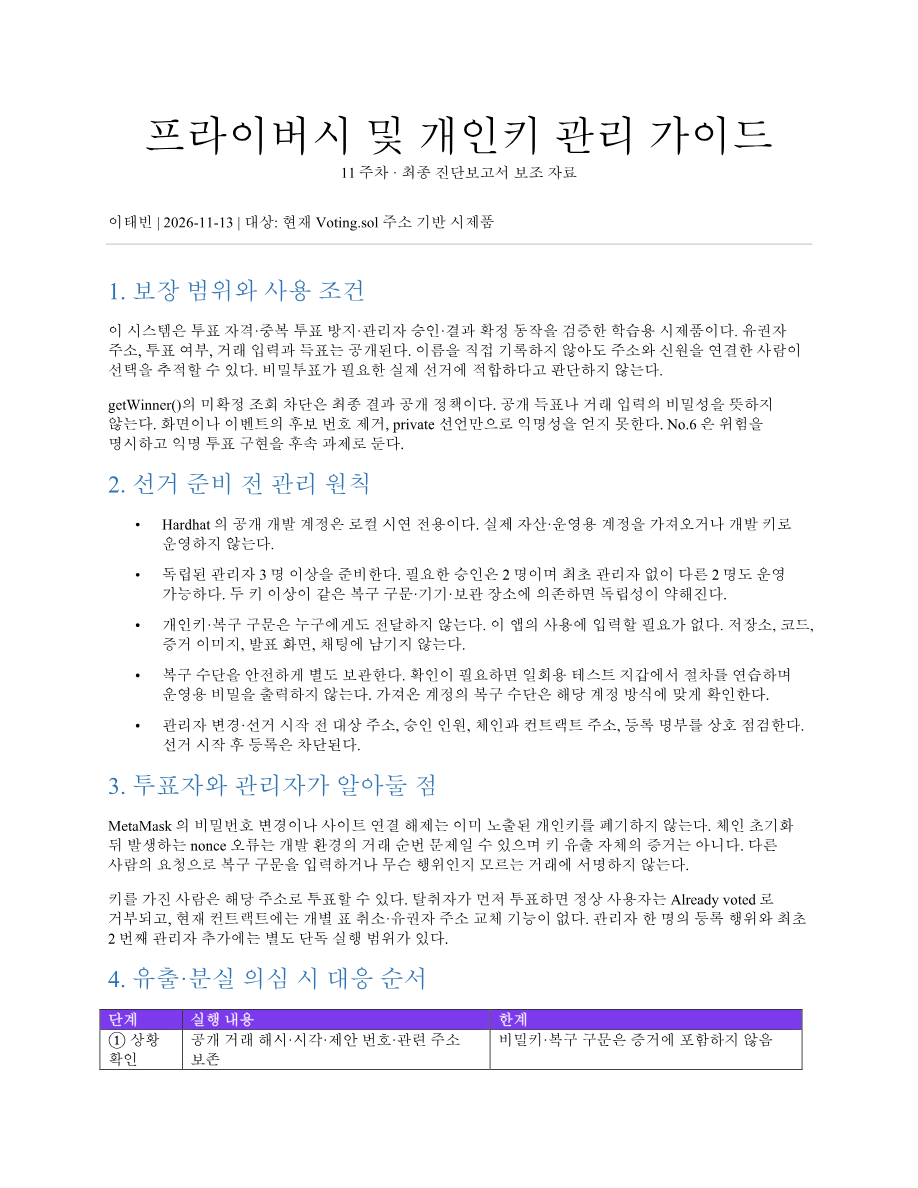 프라이버시 및 개인키 관리 가이드
11 주차 · 최종 진단보고서 보조 자료
이태빈 | 2026-11-13 | 대상: 현재 Voting.sol 주소 기반 시제품
1. 보장 범위와 사용 조건
이 시스템은 투표 자격·중복 투표 방지·관리자 승인·결과 확정 동작을 검증한 학습용 시제품이다. 유권자
주소, 투표 여부, 거래 입력과 득표는 공개된다. 이름을 직접 기록하지 않아도 주소와 신원을 연결한 사람이
선택을 추적할 수 있다. 비밀투표가 필요한 실제 선거에 적합하다고 판단하지 않는다.
getWinner()의 미확정 조회 차단은 최종 결과 공개 정책이다. 공개 득표나 거래 입력의 비밀성을 뜻하지
않는다. 화면이나 이벤트의 후보 번호 제거, private 선언만으로 익명성을 얻지 못한다. No.6 은 위험을
명시하고 익명 투표 구현을 후속 과제로 둔다.
2. 선거 준비 전 관리 원칙
• Hardhat 의 공개 개발 계정은 로컬 시연 전용이다. 실제 자산·운영용 계정을 가져오거나 개발 키로
운영하지 않는다.
• 독립된 관리자 3 명 이상을 준비한다. 필요한 승인은 2 명이며 최초 관리자 없이 다른 2 명도 운영
가능하다. 두 키 이상이 같은 복구 구문·기기·보관 장소에 의존하면 독립성이 약해진다.
• 개인키·복구 구문은 누구에게도 전달하지 않는다. 이 앱의 사용에 입력할 필요가 없다. 저장소, 코드,
증거 이미지, 발표 화면, 채팅에 남기지 않는다.
• 복구 수단을 안전하게 별도 보관한다. 확인이 필요하면 일회용 테스트 지갑에서 절차를 연습하며
운영용 비밀을 출력하지 않는다. 가져온 계정의 복구 수단은 해당 계정 방식에 맞게 확인한다.
• 관리자 변경·선거 시작 전 대상 주소, 승인 인원, 체인과 컨트랙트 주소, 등록 명부를 상호 점검한다.
선거 시작 후 등록은 차단된다.
3. 투표자와 관리자가 알아둘 점
MetaMask 의 비밀번호 변경이나 사이트 연결 해제는 이미 노출된 개인키를 폐기하지 않는다. 체인 초기화
뒤 발생하는 nonce 오류는 개발 환경의 거래 순번 문제일 수 있으며 키 유출 자체의 증거는 아니다. 다른
사람의 요청으로 복구 구문을 입력하거나 무슨 행위인지 모르는 거래에 서명하지 않는다.
키를 가진 사람은 해당 주소로 투표할 수 있다. 탈취자가 먼저 투표하면 정상 사용자는 Already voted 로
거부되고, 현재 컨트랙트에는 개별 표 취소·유권자 주소 교체 기능이 없다. 관리자 한 명의 등록 행위와 최초
2 번째 관리자 추가에는 별도 단독 실행 범위가 있다.
4. 유출·분실 의심 시 대응 순서
단계 실행 내용 한계
① 상황 공개 거래 해시·시각·제안 번호·관련 주소 비밀키·복구 구문은 증거에 포함하지 않음
확인 보존